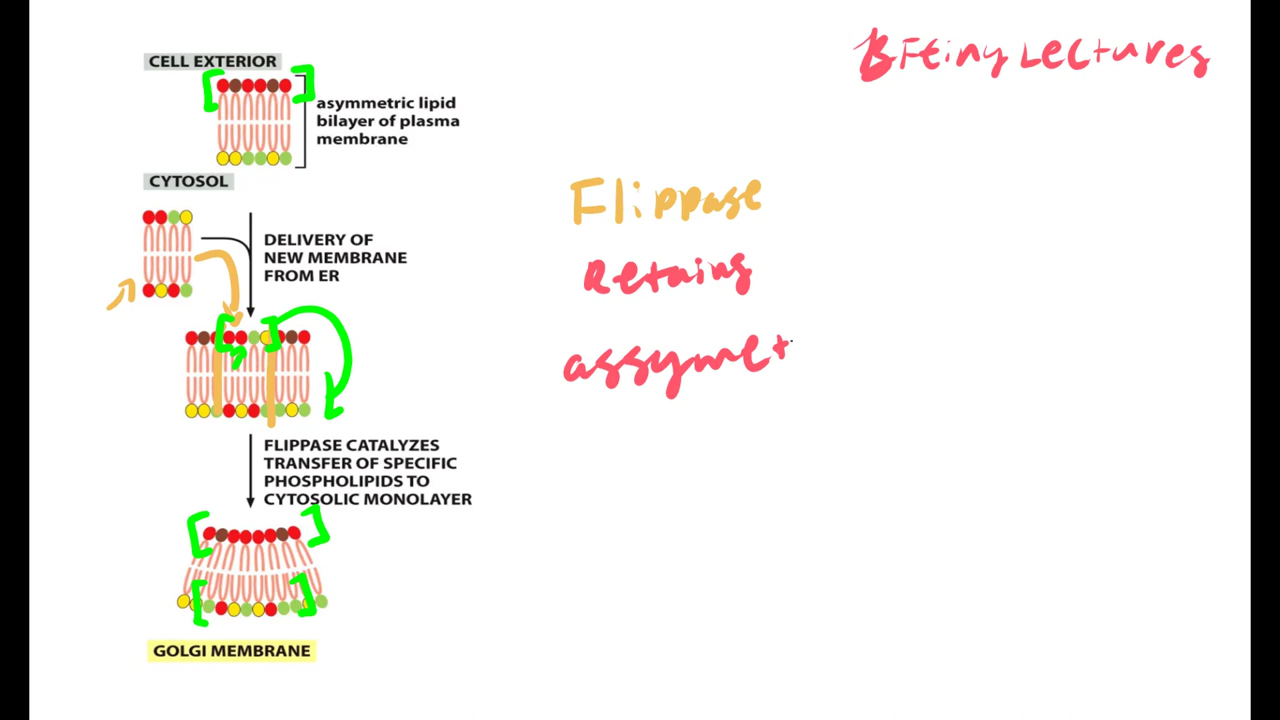 BFtiny Lectures
CELL EXTERIOR
asymmetric lipid
bilayer of plasma
membrane
CYTOSOL
DELIVERY OF
NEW MEMBRANE
FROM ER
FLIPPASE CATALYZES
TRANSFER OF SPECIFIC
PHOSPHOLIPIDS TO
CYTOSOLIC MONOLAYER
GOLGI MEMBRANE
Flippase
Retains
assymet